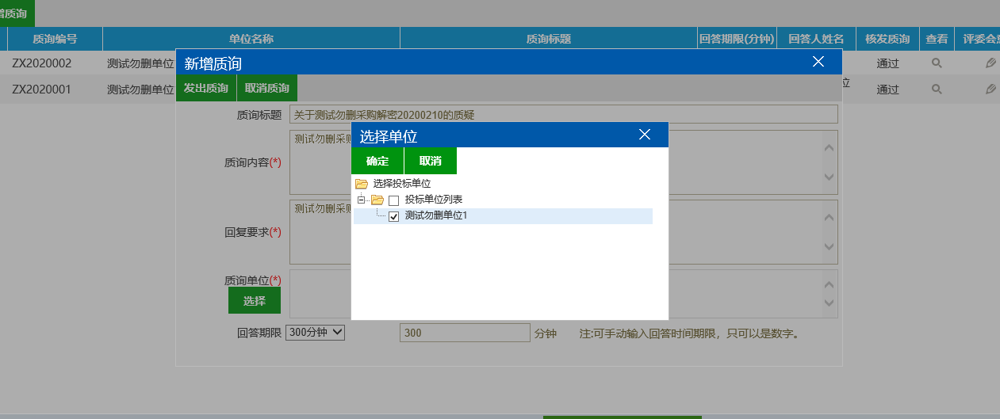 增质询
质询编号 单位名称 质询标题 回答期限(分钟) 回答人姓名 核发质询 查看 评委会
ZX2020002 测试勿删单位 通过
ZX2020001 测试勿删单位 位 通过
新增质询
发出质询 取消质询
质询标题 关于测试勿删采购解密20200210的质疑
质询内容(*) 测试勿删采
回复要求(*) 测试勿删采
质询单位(*)
选择
回答期限 300分钟 300 分钟 注:可手动输入回答时间期限，只可以是数字。
选择单位
确定 取消
选择投标单位
投标单位列表
测试勿删单位1